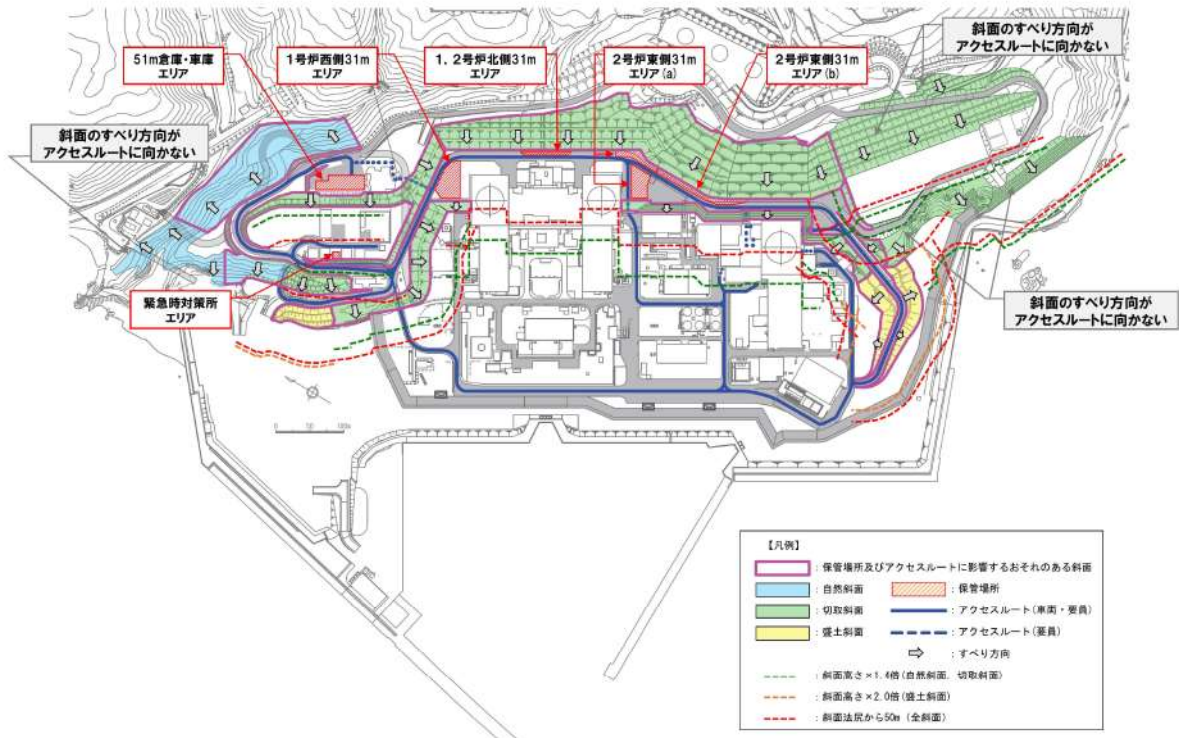 斜面のすべり方向が
アクセスルートに向かない
51m倉庫・車庫
エリア
1号炉西側31m
エリア
1,2号炉北側31m
エリア
2号炉東側31m
エリア(a)
2号炉東側31m
エリア(b)
斜面のすべり方向が
アクセスルートに向かない
緊急時対策所
エリア
斜面のすべり方向が
アクセスルートに向かない
【凡例】
:保管場所及びアクセスルートに影響するおそれのある斜面
:自然斜面
:保管場所
:切取斜面
:アクセスルート(車両・要員)
:盛土斜面
:アクセスルート(要員)
:すべり方向
:斜面高さ×1.4倍(自然斜面、切取斜面)
:斜面高さ×2.0倍(盛土斜面)
:斜面法尻から50m(全斜面)